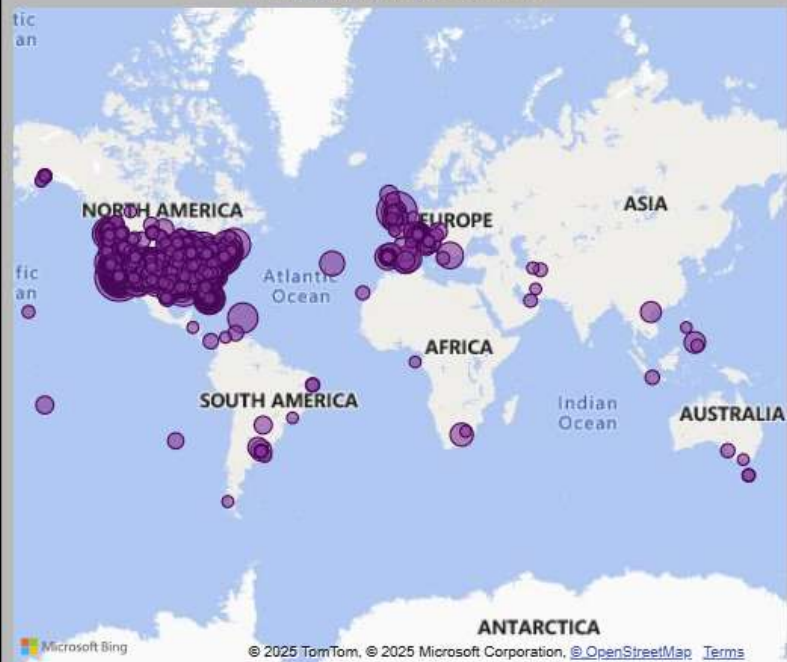 tic
an
NORTH AMERICA
EUROPE
ASIA
fic
an
Atlantic
Ocean
AFRICA
SOUTH AMERICA
Indian
Ocean
AUSTRALIA
ANTARCTICA
Microsoft Bing
© 2025 TomTom, © 2025 Microsoft Corporation, © OpenStreetMap Terms